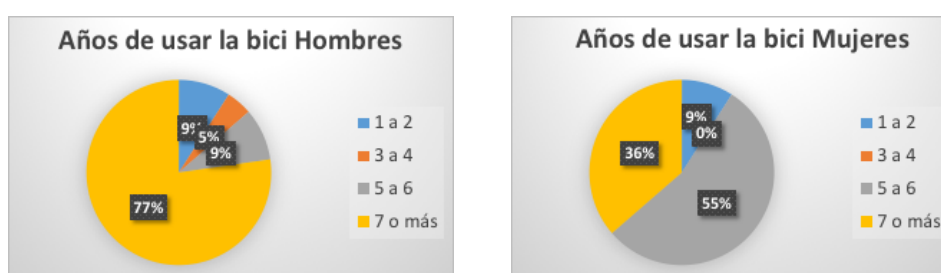 Años de usar la bici Hombres
9%
5%
9%
77%
1 a 2
3 a 4
5 a 6
7 o más
Años de usar la bici Mujeres
9%
0%
36%
55%
1 a 2
3 a 4
5 a 6
7 o más